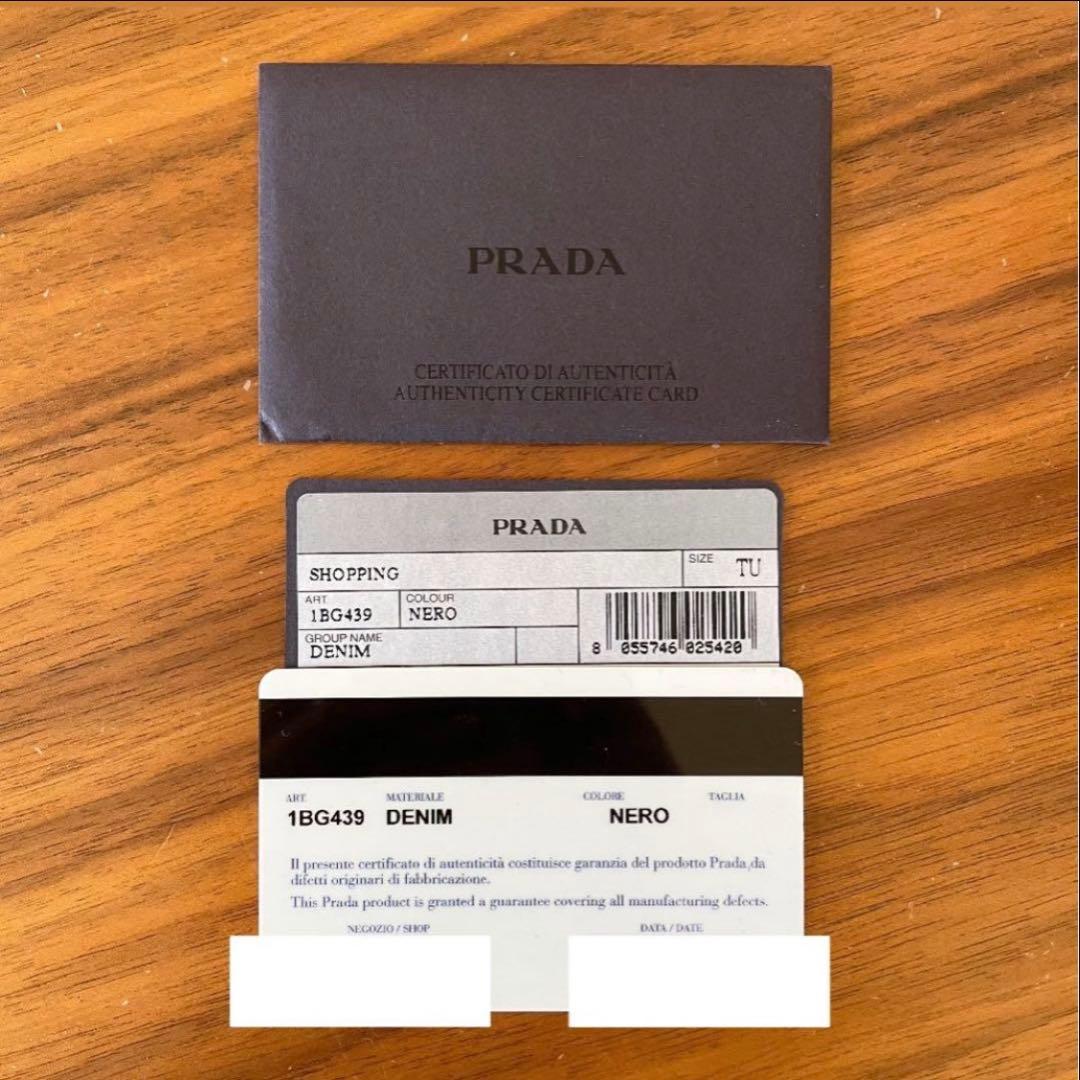 PRADA
CERTIFICATO DI AUTENTICITÀ
AUTHENTICITY CERTIFICATE CARD
PRADA
SHOPPING
SIZE TU
ART. COLOUR
1BG439 NERO
GROUP NAME
DENIM
8 055746 025420
ART. MATERIALE COLORE TAGLIA
1BG439 DENIM NERO
Il presente certificato di autenticità costituisce garanzia del prodotto Prada,da
difetti originari di fabbricazione.
This Prada product is granted a guarantee covering all manufacturing defects.
NEGOZIO / SHOP DATA / DATE